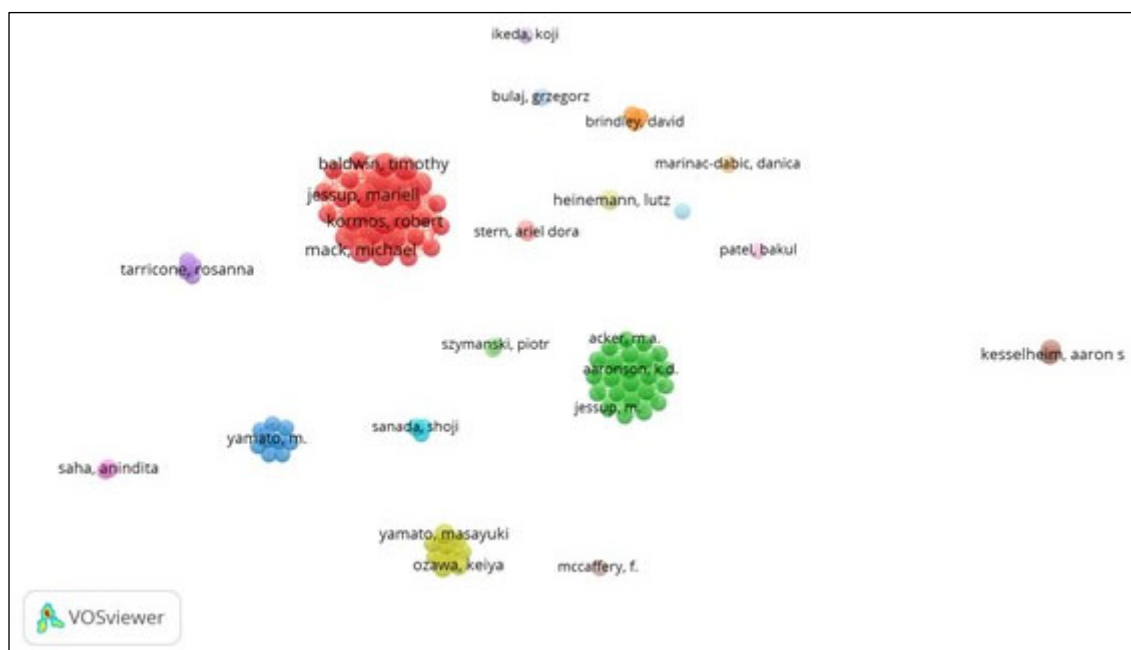 ikeda, koji
bulaj, grzegorz
brindley, david
baldwin, timothy
marinac-dabic, danica
jessup, mariell
heinemann, lutz
kormos, robert
stern, ariel dora
mack, michael
patel, bakul
tarricone, rosanna
acker, m.a.
szymanski, piotr
kesselheim, aaron s
aaronson, k.d.
jessup, m.
sanada, shoji
yamato, m.
saha, anindita
yamato, masayuki
ozawa, keiya
mccaffery, f.
VOSviewer